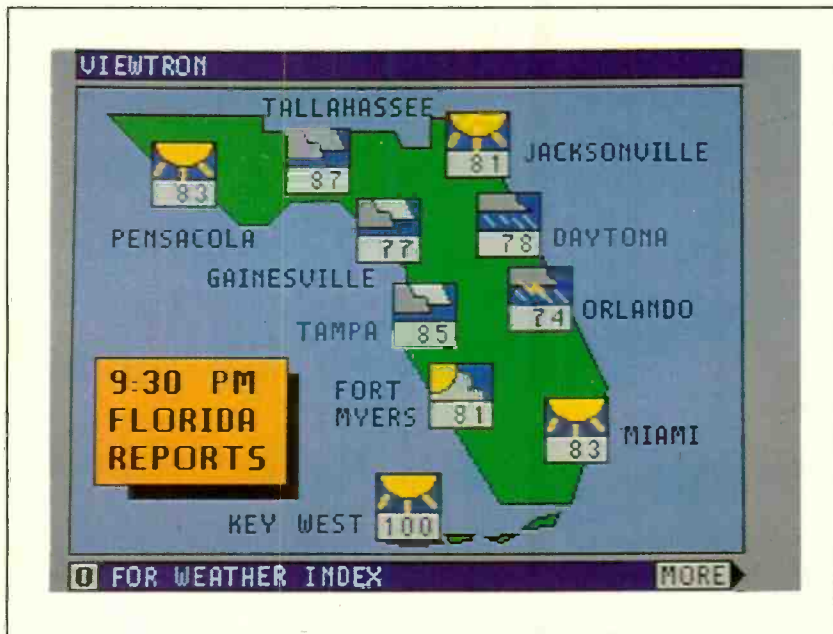 VIEWTRON
TALLAHASSEE
87
81
JACKSONVILLE
83
PENSACOLA
77
GAINESVILLE
78
DAYTONA
74
ORLANDO
TAMPA
85
9:30 PM
FLORIDA
REPORTS
FORT
MYERS
81
83
MIAMI
KEY WEST
100
0 FOR WEATHER INDEX
MORE